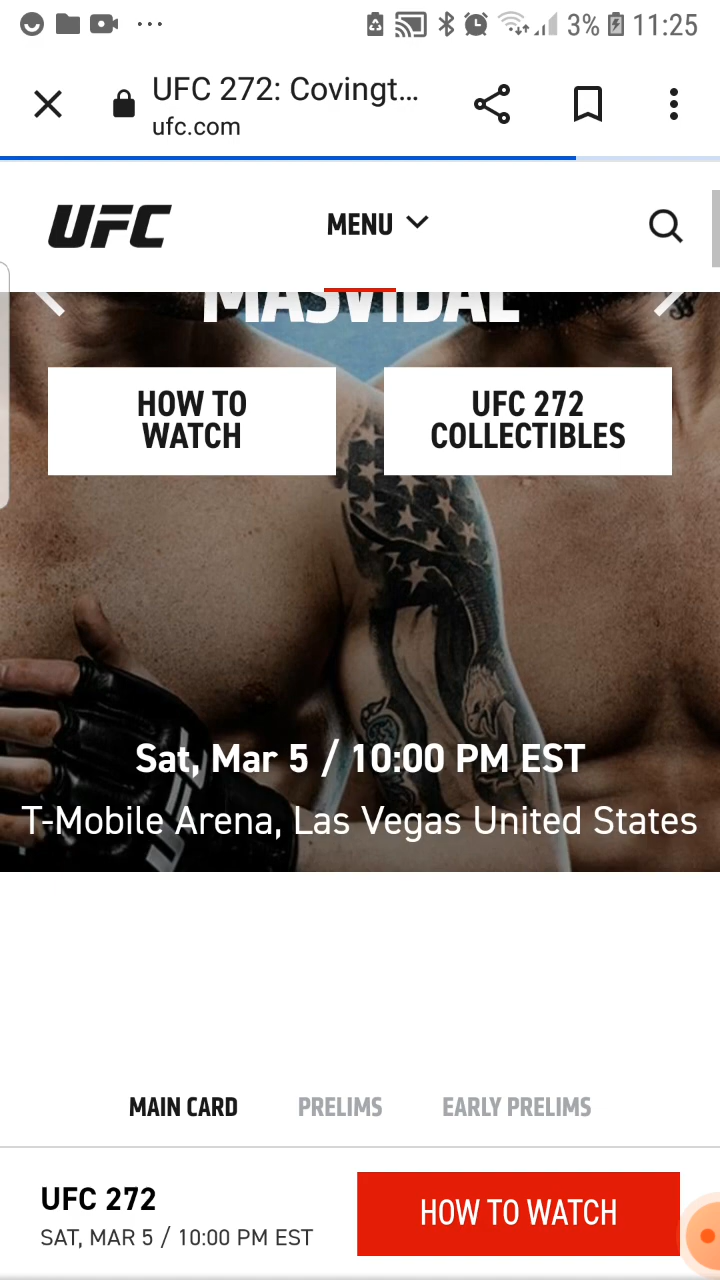 3% 11:25
UFC 272: Covingt...
ufc.com
UFC
MENU
MASVIDAL
HOW TO
WATCH
UFC 272
COLLECTIBLES
Sat, Mar 5 / 10:00 PM EST
T-Mobile Arena, Las Vegas United States
MAIN CARD PRELIMS EARLY PRELIMS
UFC 272
SAT, MAR 5 / 10:00 PM EST
HOW TO WATCH